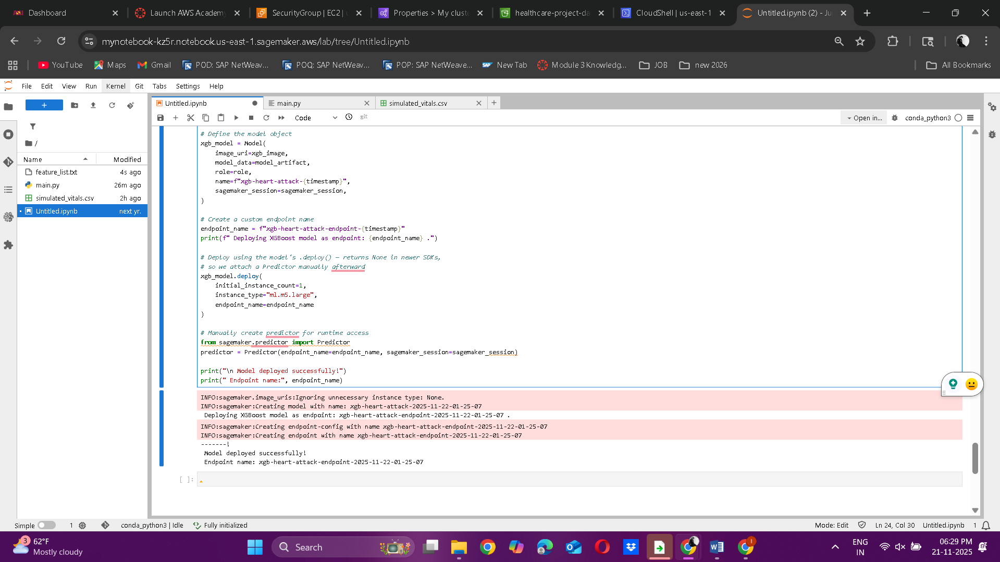 Dashboard
Launch AWS Academy
SecurityGroup | EC2 | u
Properties > My cluste
healthcare-project-da
CloudShell | us-east-1
Untitled.ipynb (2) - Ju
mynotebook-kz5r.notebook.us-east-1.sagemaker.aws/lab/tree/Untitled.ipynb
YouTube
Maps
Gmail
POD: SAP NetWeav...
POQ: SAP NetWeav...
POP: SAP NetWeave...
New Tab
Module 3 Knowledg...
JOB
new 2026
All Bookmarks
File Edit View Run Kernel Git Tabs Settings Help
Untitled.ipynb
main.py
simulated_vitals.csv
Code
git
Open in...
conda_python3
/
Name Modified
feature_list.txt 4s ago
main.py 26m ago
simulated_vitals.csv 2h ago
Untitled.ipynb next yr.
# Define the model object
xgb_model = Model(
    image_uri=xgb_image,
    model_data=model_artifact,
    role=role,
    name=f"xgb-heart-attack-{timestamp}",
    sagemaker_session=sagemaker_session,
)
# Create a custom endpoint name
endpoint_name = f"xgb-heart-attack-endpoint-{timestamp}"
print(f" Deploying XGBoost model as endpoint: {endpoint_name} .")
# Deploy using the model's .deploy() — returns None in newer SDKs,
# so we attach a Predictor manually afterward
xgb_model.deploy(
    initial_instance_count=1,
    instance_type="ml.m5.large",
    endpoint_name=endpoint_name
)
# Manually create predictor for runtime access
from sagemaker.predictor import Predictor
predictor = Predictor(endpoint_name=endpoint_name, sagemaker_session=sagemaker_session)
print("\n Model deployed successfully!")
print(" Endpoint name:", endpoint_name)
INFO:sagemaker.image_uris:Ignoring unnecessary instance type: None.
INFO:sagemaker:Creating model with name: xgb-heart-attack-2025-11-22-01-25-07
 Deploying XGBoost model as endpoint: xgb-heart-attack-endpoint-2025-11-22-01-25-07 .
INFO:sagemaker:Creating endpoint-config with name xgb-heart-attack-endpoint-2025-11-22-01-25-07
INFO:sagemaker:Creating endpoint with name xgb-heart-attack-endpoint-2025-11-22-01-25-07
-------!
 Model deployed successfully!
 Endpoint name: xgb-heart-attack-endpoint-2025-11-22-01-25-07
[ ]:
Simple
1
conda_python3 | Idle
Fully initialized
Mode: Edit
Ln 24, Col 30
Untitled.ipynb
1
3
62°F
Mostly cloudy
Search
ENG
IN
06:29 PM
21-11-2025